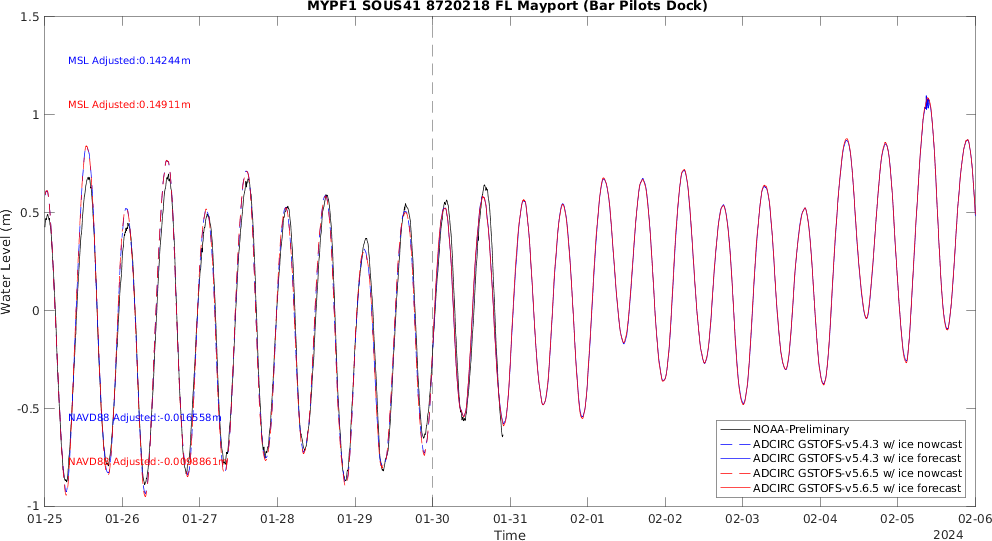 MYPF1 SOUS41 8720218 FL Mayport (Bar Pilots Dock)
1.5
MSL Adjusted:0.14244m
MSL Adjusted:0.14911m
1
0.5
Water Level (m)
0
-0.5
NAVD88 Adjusted:-0.016558m
NAVD88 Adjusted:-0.0098861m
-1
NOAA-Preliminary
ADCIRC GSTOFS-v5.4.3 w/ ice nowcast
ADCIRC GSTOFS-v5.4.3 w/ ice forecast
ADCIRC GSTOFS-v5.6.5 w/ ice nowcast
ADCIRC GSTOFS-v5.6.5 w/ ice forecast
01-25 01-26 01-27 01-28 01-29 01-30 01-31 02-01 02-02 02-03 02-04 02-05 02-06
Time
2024